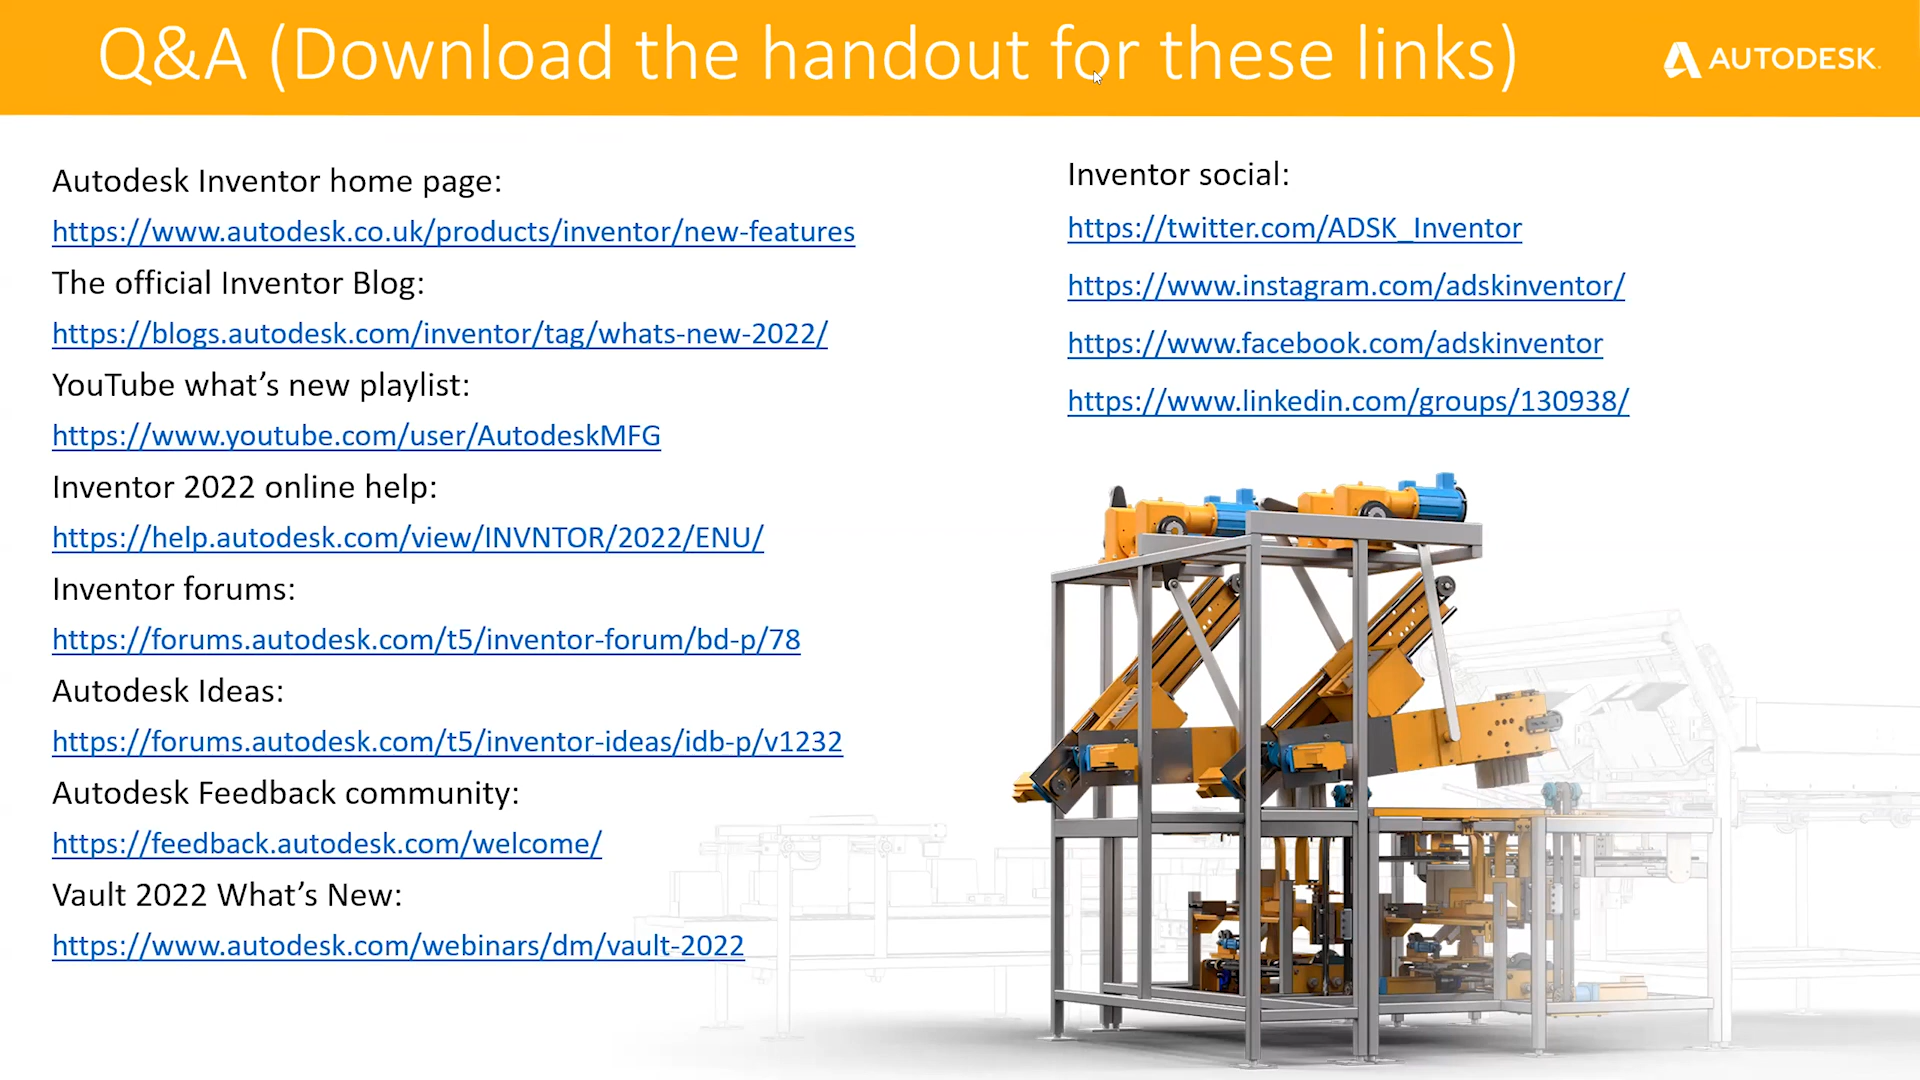 Q&A (Download the handout for these links)
AUTODESK.
Autodesk Inventor home page:
https://www.autodesk.co.uk/products/inventor/new-features
The official Inventor Blog:
https://blogs.autodesk.com/inventor/tag/whats-new-2022/
YouTube what’s new playlist:
https://www.youtube.com/user/AutodeskMFG
Inventor 2022 online help:
https://help.autodesk.com/view/INVNTOR/2022/ENU/
Inventor forums:
https://forums.autodesk.com/t5/inventor-forum/bd-p/78
Autodesk Ideas:
https://forums.autodesk.com/t5/inventor-ideas/idb-p/v1232
Autodesk Feedback community:
https://feedback.autodesk.com/welcome/
Vault 2022 What’s New:
https://www.autodesk.com/webinars/dm/vault-2022
Inventor social:
https://twitter.com/ADSK_Inventor
https://www.instagram.com/adskinventor/
https://www.facebook.com/adskinventor
https://www.linkedin.com/groups/130938/